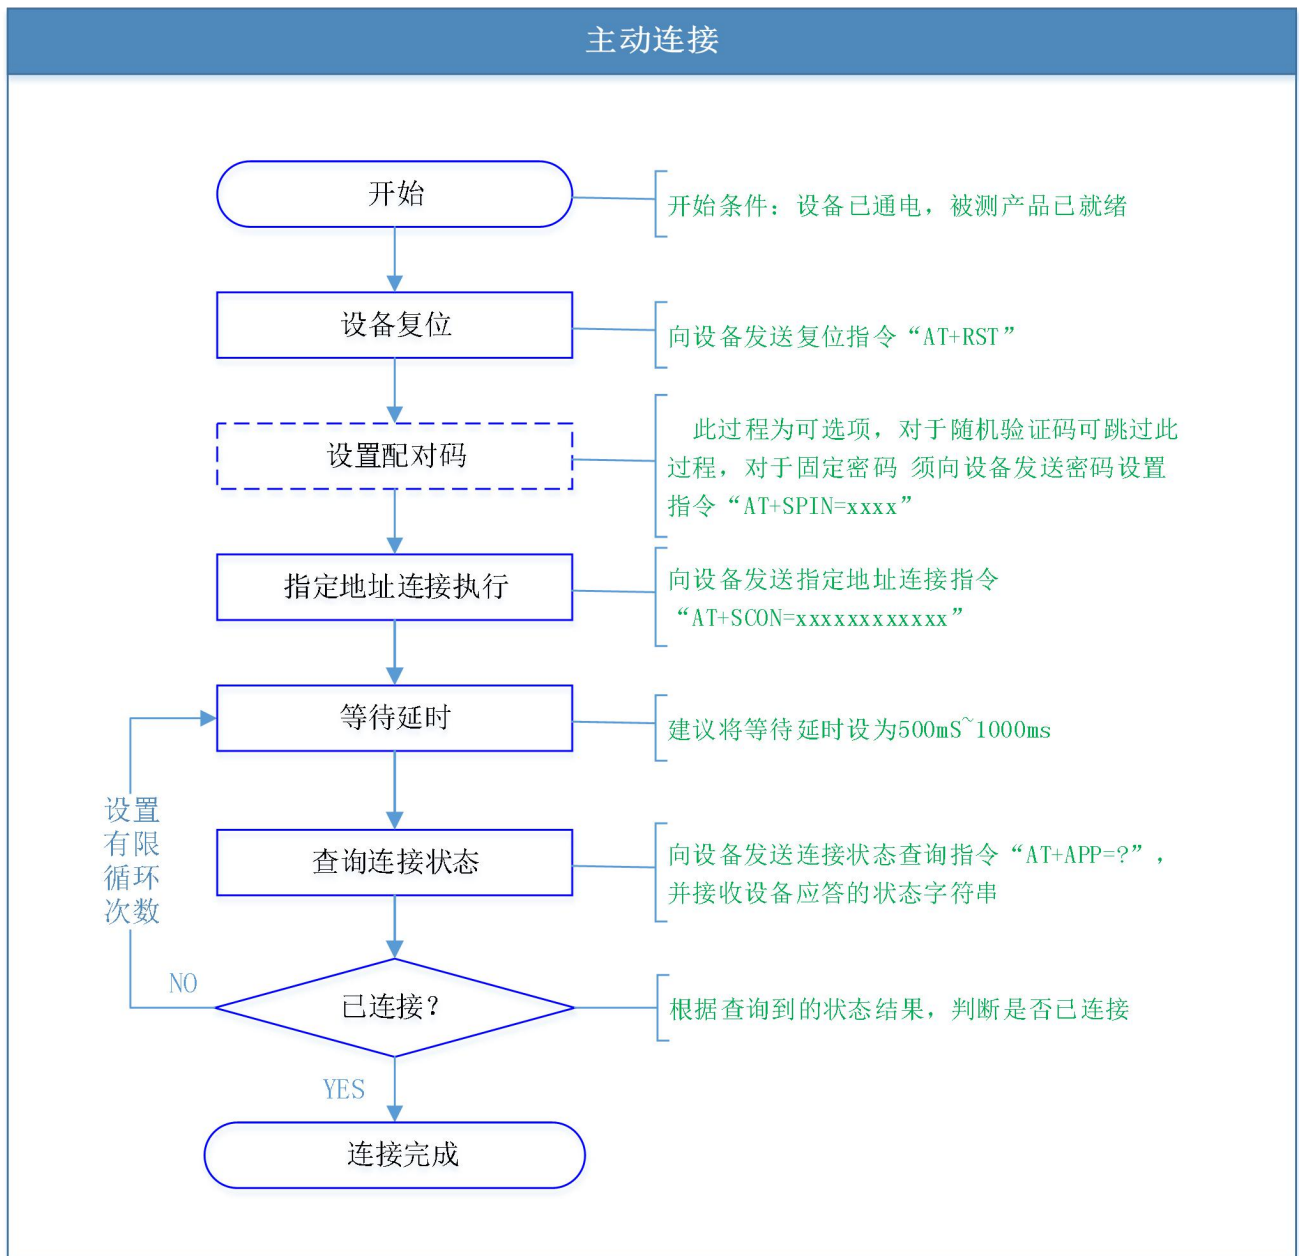 主动连接
开始
开始条件：设备已通电，被测产品已就绪
设备复位
向设备发送复位指令“AT+RST”
设置配对码
此过程为可选项，对于随机验证码可跳过此
过程，对于固定密码 须向设备发送密码设置
指令“AT+SPIN=xxxx”
指定地址连接执行
向设备发送指定地址连接指令
“AT+SCON=xxxxxxxxxxxx”
等待延时
建议将等待延时设为500mS~1000ms
设置
有限
循环
次数
查询连接状态
向设备发送连接状态查询指令“AT+APP=?”，
并接收设备应答的状态字符串
NO
已连接?
根据查询到的状态结果，判断是否已连接
YES
连接完成